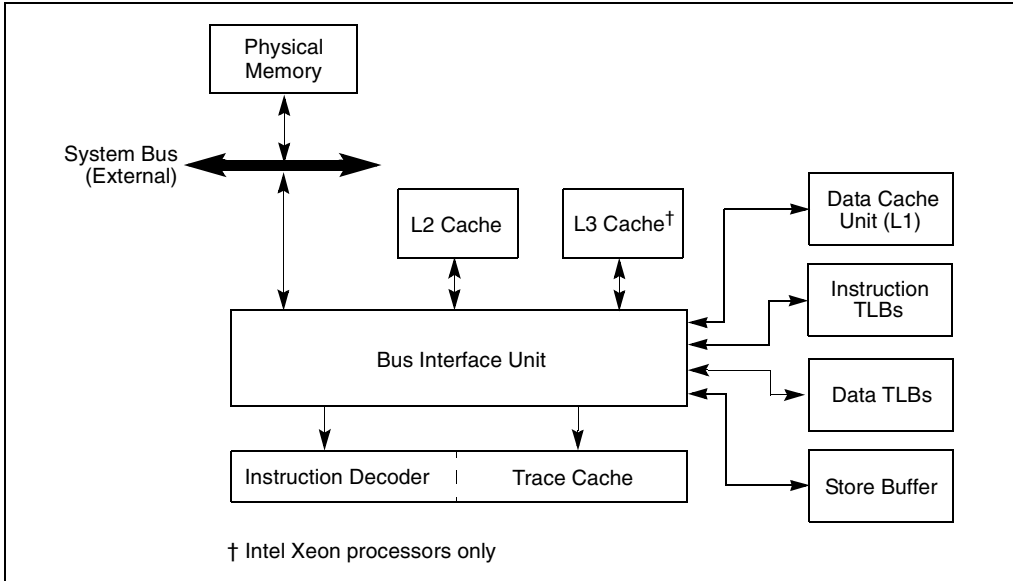 Physical
Memory
System Bus
(External)
L2 Cache
L3 Cache†
Data Cache
Unit (L1)
Instruction
TLBs
Bus Interface Unit
Data TLBs
Instruction Decoder
Trace Cache
Store Buffer
† Intel Xeon processors only